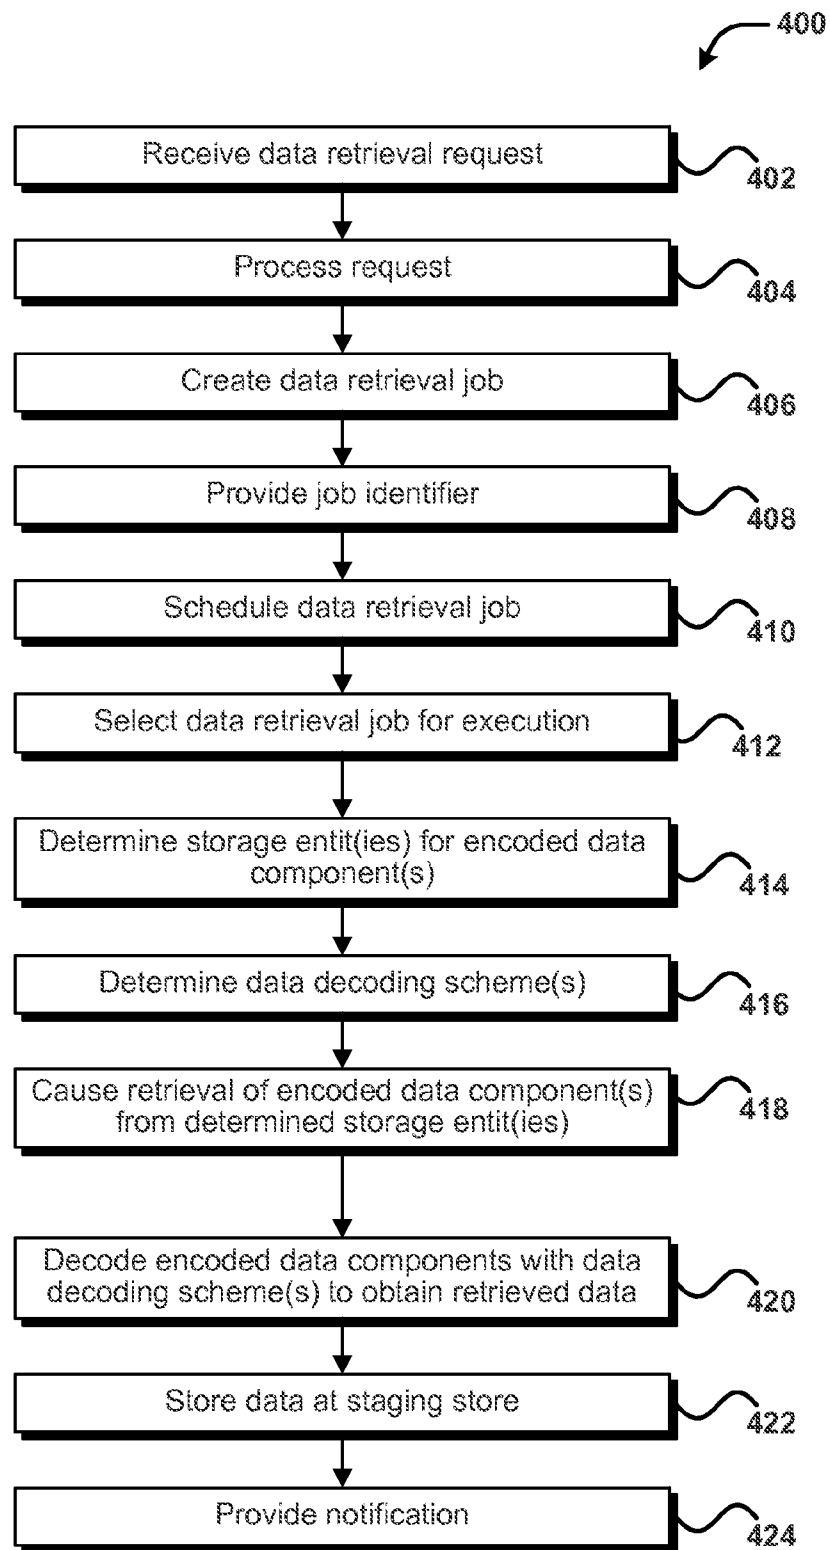 400
Receive data retrieval request
402
Process request
404
Create data retrieval job
406
Provide job identifier
408
Schedule data retrieval job
410
Select data retrieval job for execution
412
Determine storage entit(ies) for encoded data
component(s)
414
Determine data decoding scheme(s)
416
Cause retrieval of encoded data component(s)
from determined storage entit(ies)
418
Decode encoded data components with data
decoding scheme(s) to obtain retrieved data
420
Store data at staging store
422
Provide notification
424